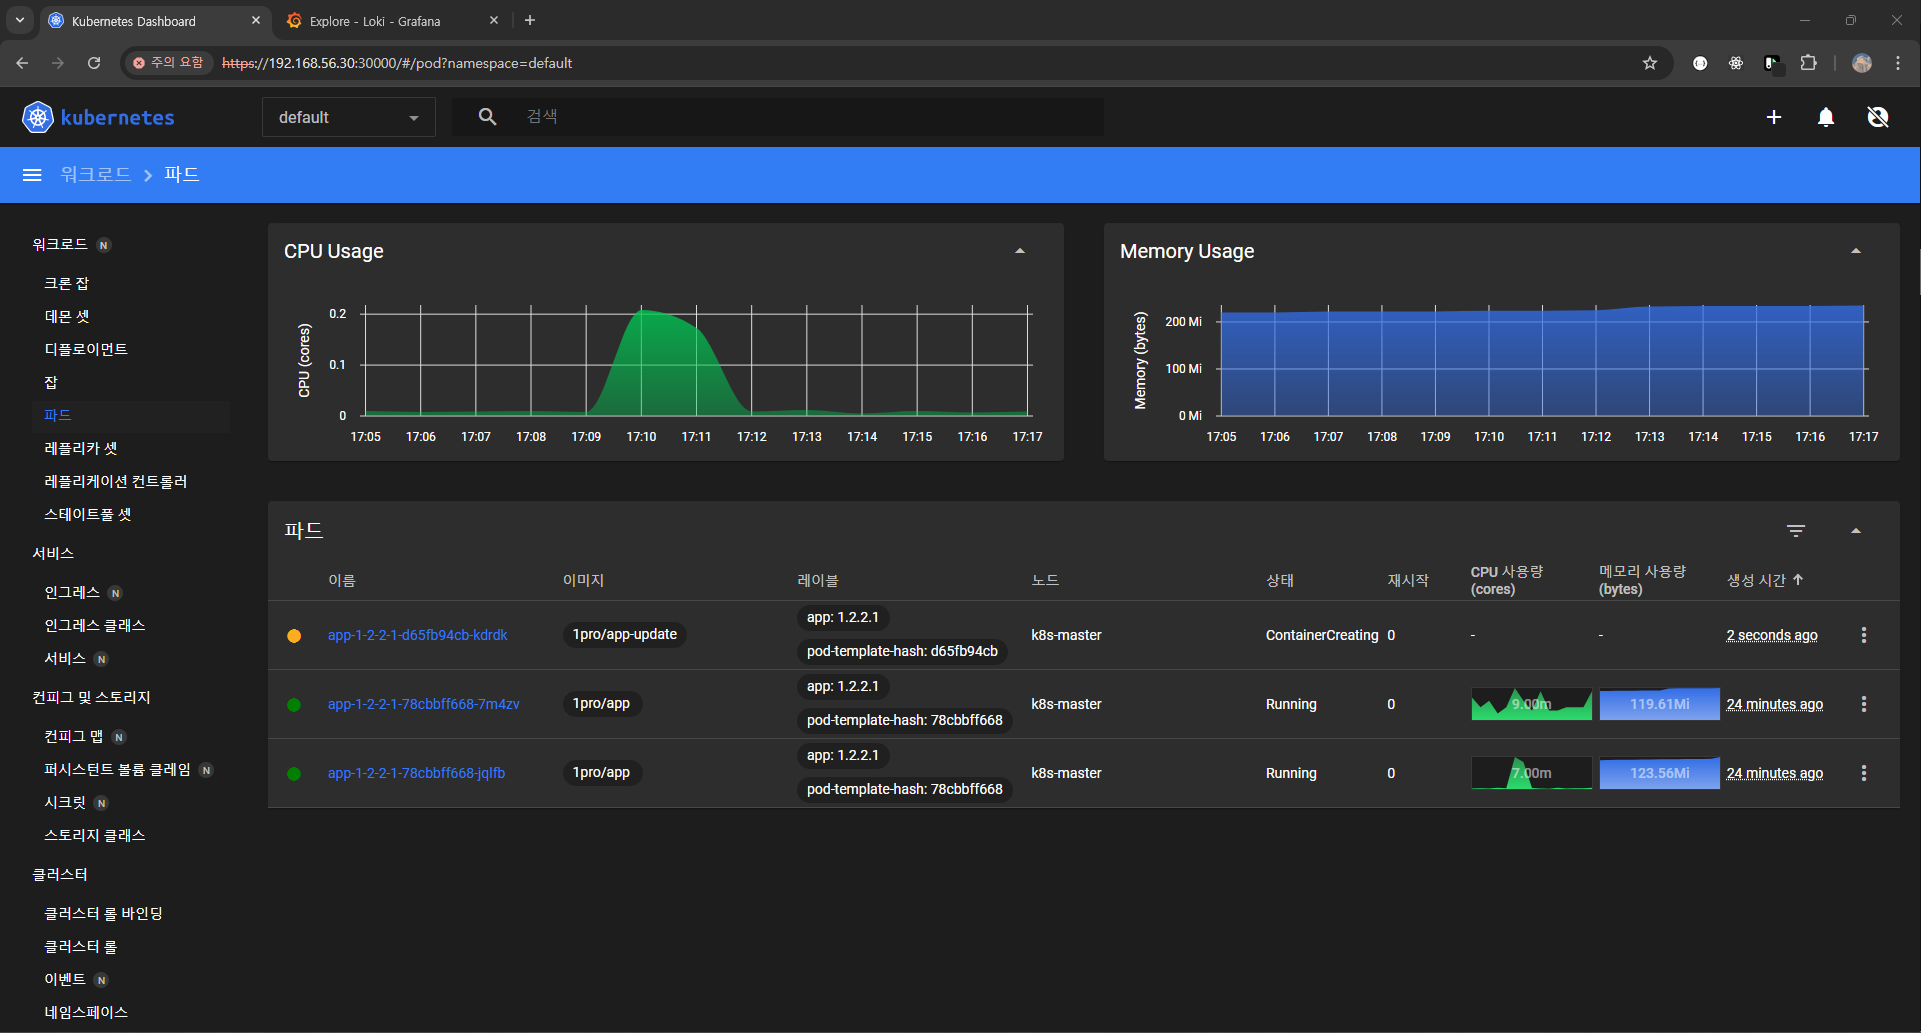 Kubernetes Dashboard
Explore - Loki - Grafana
주의 요함
https://192.168.56.30:30000/#/pod?namespace=default
kubernetes
default
검색
워크로드 > 파드
워크로드 N
크론 잡
데몬 셋
디플로이먼트
잡
파드
레플리카 셋
레플리케이션 컨트롤러
스테이트풀 셋
서비스
인그레스 N
인그레스 클래스
서비스 N
컨피그 및 스토리지
컨피그 맵 N
퍼시스턴트 볼륨 클레임 N
시크릿 N
스토리지 클래스
클러스터
클러스터 롤 바인딩
클러스터 롤
이벤트 N
네임스페이스
CPU Usage
CPU (cores)
0.2
0.1
0
17:05 17:06 17:07 17:08 17:09 17:10 17:11 17:12 17:13 17:14 17:15 17:16 17:17
Memory Usage
Memory (bytes)
200 Mi
100 Mi
0 Mi
17:05 17:06 17:07 17:08 17:09 17:10 17:11 17:12 17:13 17:14 17:15 17:16 17:17
파드
이름 이미지 레이블 노드 상태 재시작 CPU 사용량 (cores) 메모리 사용량 (bytes) 생성 시간
app-1-2-2-1-d65fb94cb-kdrdk 1pro/app-update app: 1.2.2.1 pod-template-hash: d65fb94cb k8s-master ContainerCreating 0 - - 2 seconds ago
app-1-2-2-1-78cbbff668-7m4zv 1pro/app app: 1.2.2.1 pod-template-hash: 78cbbff668 k8s-master Running 0 9.00m 119.61Mi 24 minutes ago
app-1-2-2-1-78cbbff668-jqlfb 1pro/app app: 1.2.2.1 pod-template-hash: 78cbbff668 k8s-master Running 0 7.00m 123.56Mi 24 minutes ago